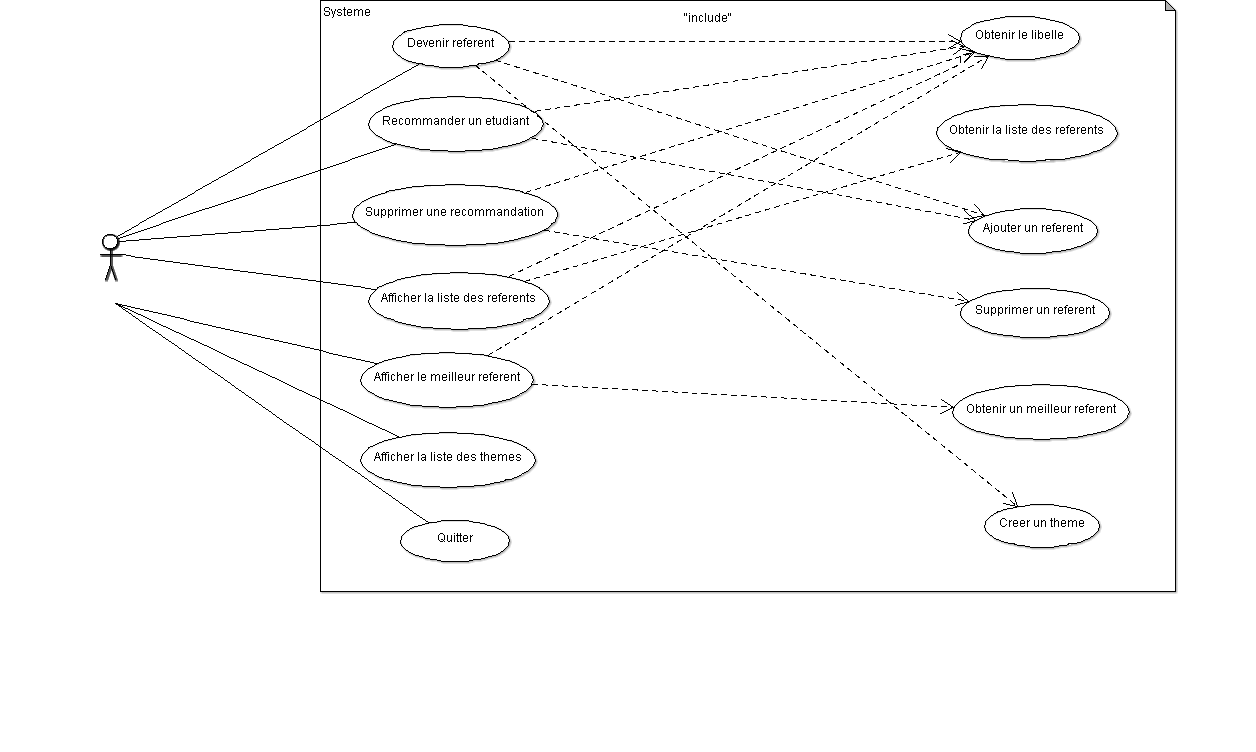 Systeme
"include"
Devenir referent
Obtenir le libelle
Recommander un etudiant
Obtenir la liste des referents
Supprimer une recommandation
Ajouter un referent
Afficher la liste des referents
Supprimer un referent
Afficher le meilleur referent
Obtenir un meilleur referent
Afficher la liste des themes
Creer un theme
Quitter